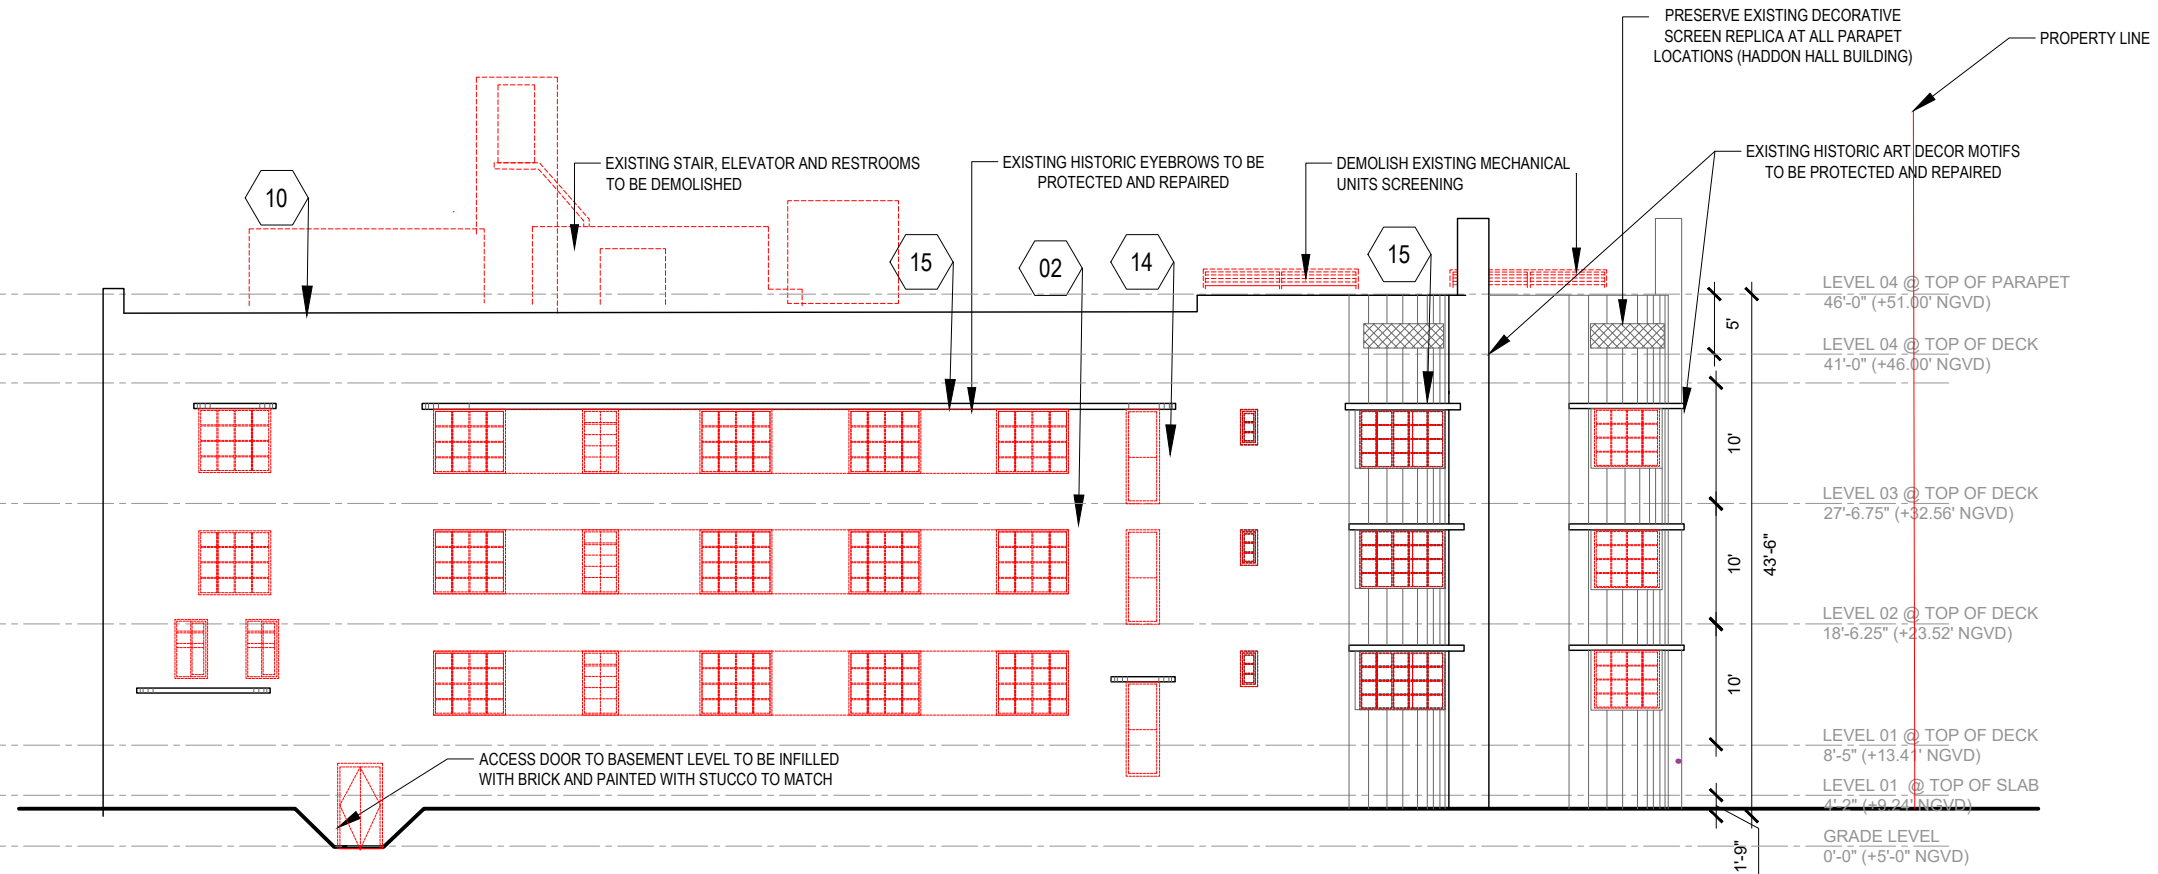 PRESERVE EXISTING DECORATIVE
SCREEN REPLICA AT ALL PARAPET
LOCATIONS (HADDON HALL BUILDING)
PROPERTY LINE
EXISTING STAIR, ELEVATOR AND RESTROOMS
TO BE DEMOLISHED
EXISTING HISTORIC EYEBROWS TO BE
PROTECTED AND REPAIRED
DEMOLISH EXISTING MECHANICAL
UNITS SCREENING
EXISTING HISTORIC ART DECOR MOTIFS
TO BE PROTECTED AND REPAIRED
10
15
02
14
15
LEVEL 04 @ TOP OF PARAPET
46'-0" (+51.00' NGVD)
5'
LEVEL 04 @ TOP OF DECK
41'-0" (+46.00' NGVD)
10'
LEVEL 03 @ TOP OF DECK
27'-6.75" (+32.56' NGVD)
10'
43'-6"
LEVEL 02 @ TOP OF DECK
18'-6.25" (+23.52' NGVD)
10'
LEVEL 01 @ TOP OF DECK
8'-5" (+13.41' NGVD)
ACCESS DOOR TO BASEMENT LEVEL TO BE INFILLED
WITH BRICK AND PAINTED WITH STUCCO TO MATCH
LEVEL 01 @ TOP OF SLAB
4'-2" (+9.24' NGVD)
GRADE LEVEL
0'-0" (+5'-0" NGVD)
1'-9"